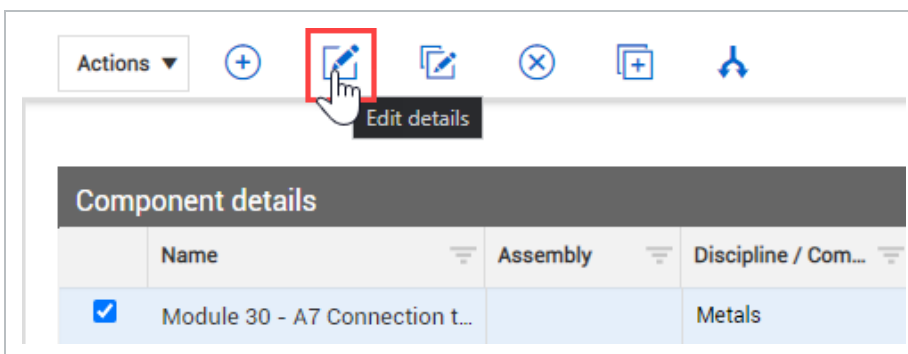 Actions
Edit details
Component details
Name Assembly Discipline / Com...
Module 30 - A7 Connection t... Metals